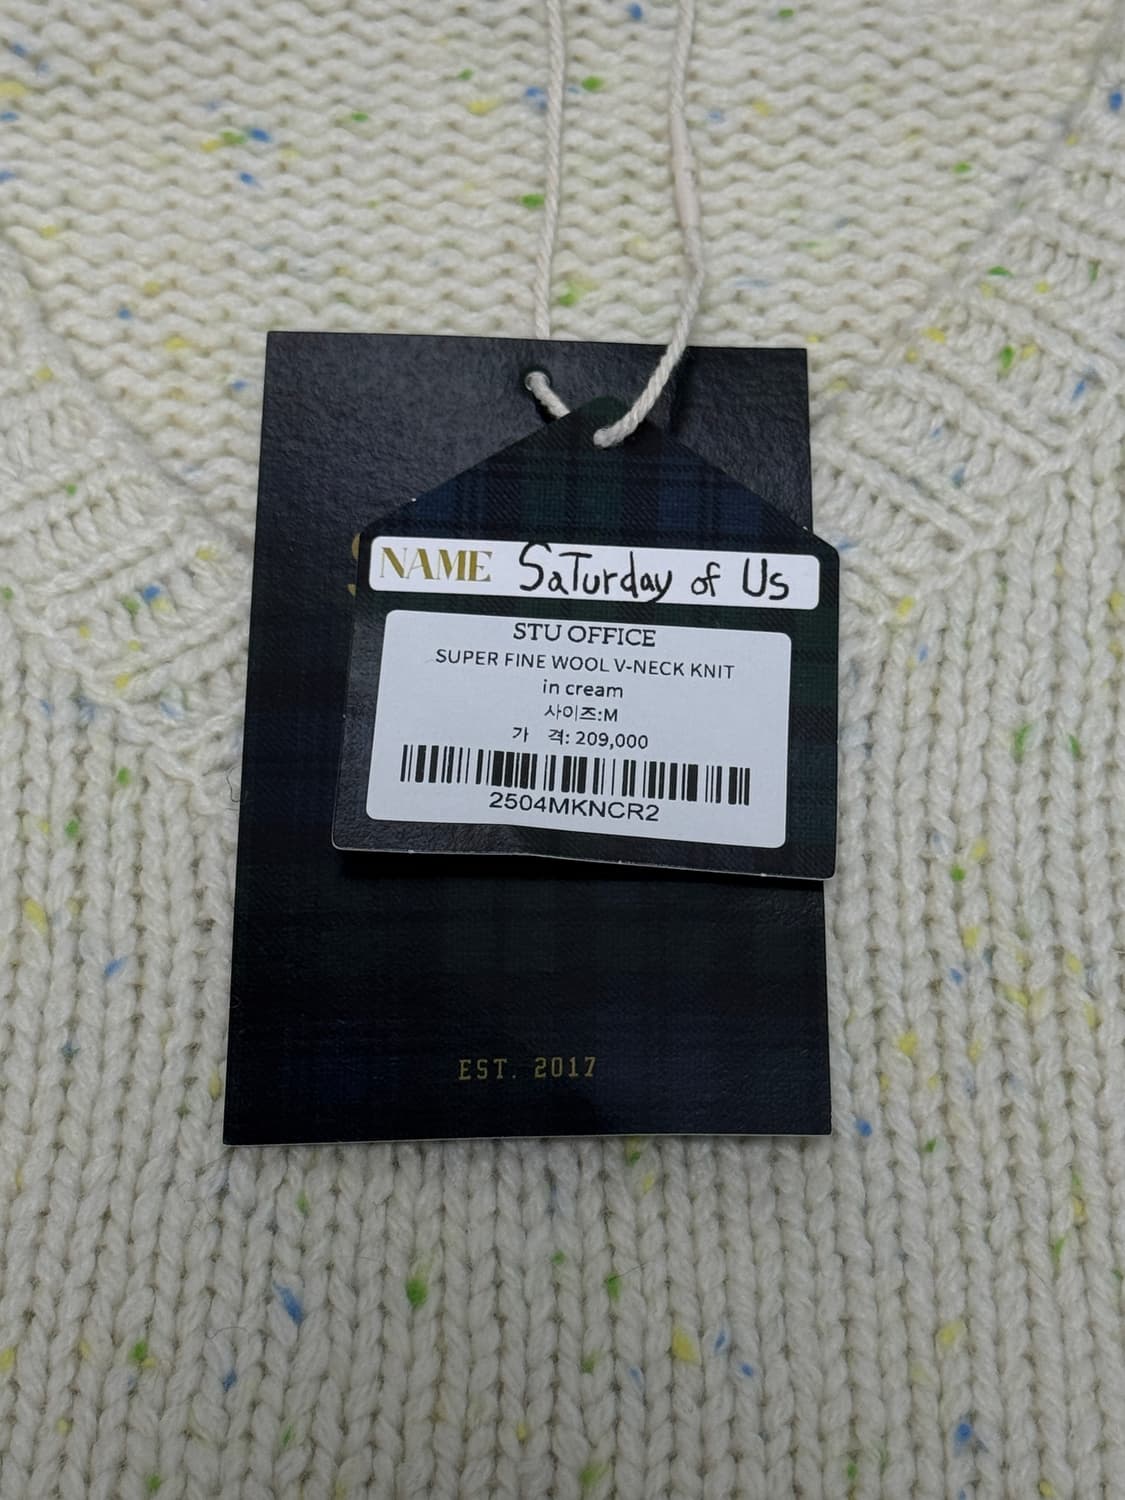 NAME SaTurday of Us
STU OFFICE
SUPER FINE WOOL V-NECK KNIT
in cream
사이즈:M
가 격: 209,000
2504MKNCR2
EST. 2017